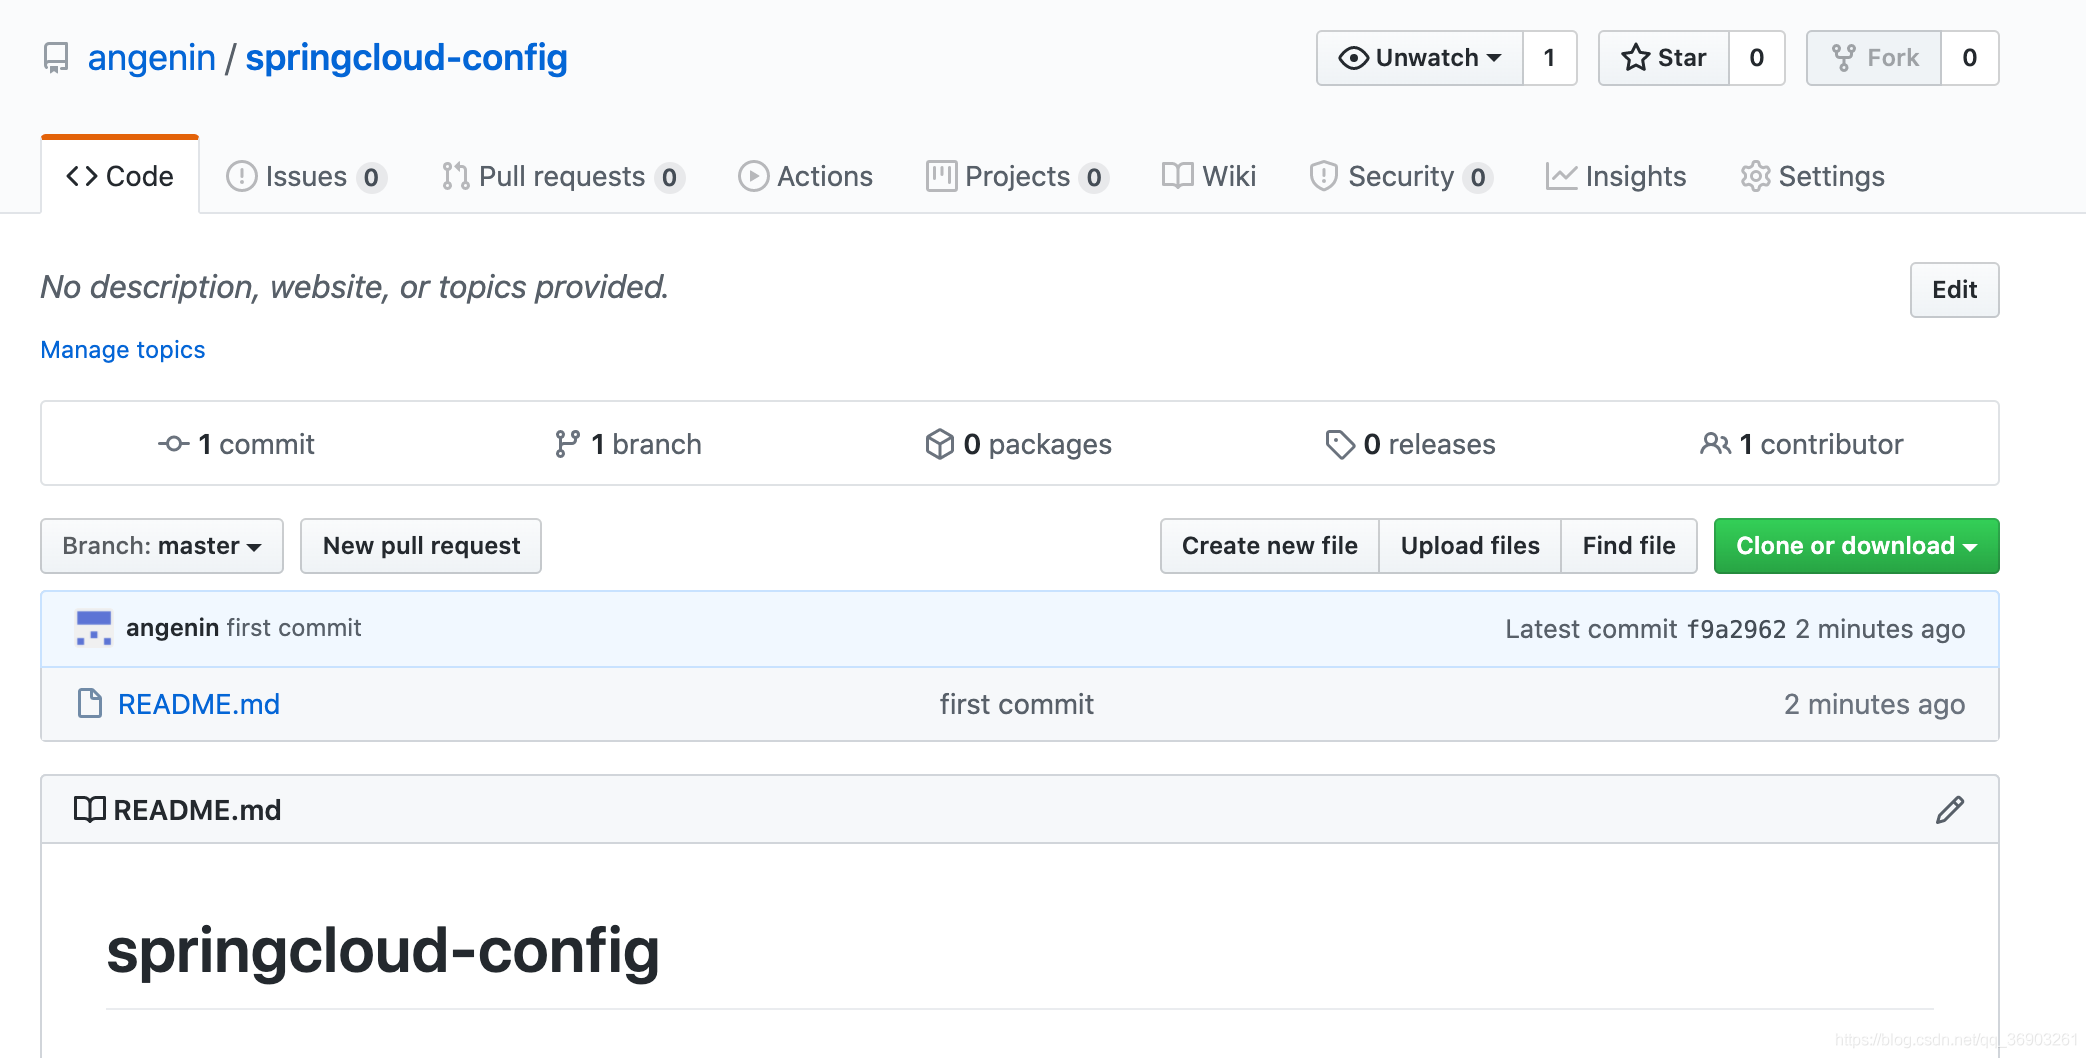 angenin / springcloud-config
Unwatch 1 Star 0 Fork 0
Code Issues 0 Pull requests 0 Actions Projects 0 Wiki Security 0 Insights Settings
No description, website, or topics provided.
Edit
Manage topics
1 commit 1 branch 0 packages 0 releases 1 contributor
Branch: master New pull request Create new file Upload files Find file Clone or download
angenin first commit Latest commit f9a2962 2 minutes ago
README.md first commit 2 minutes ago
README.md
springcloud-config
https://blog.csdn.net/qq_36903261